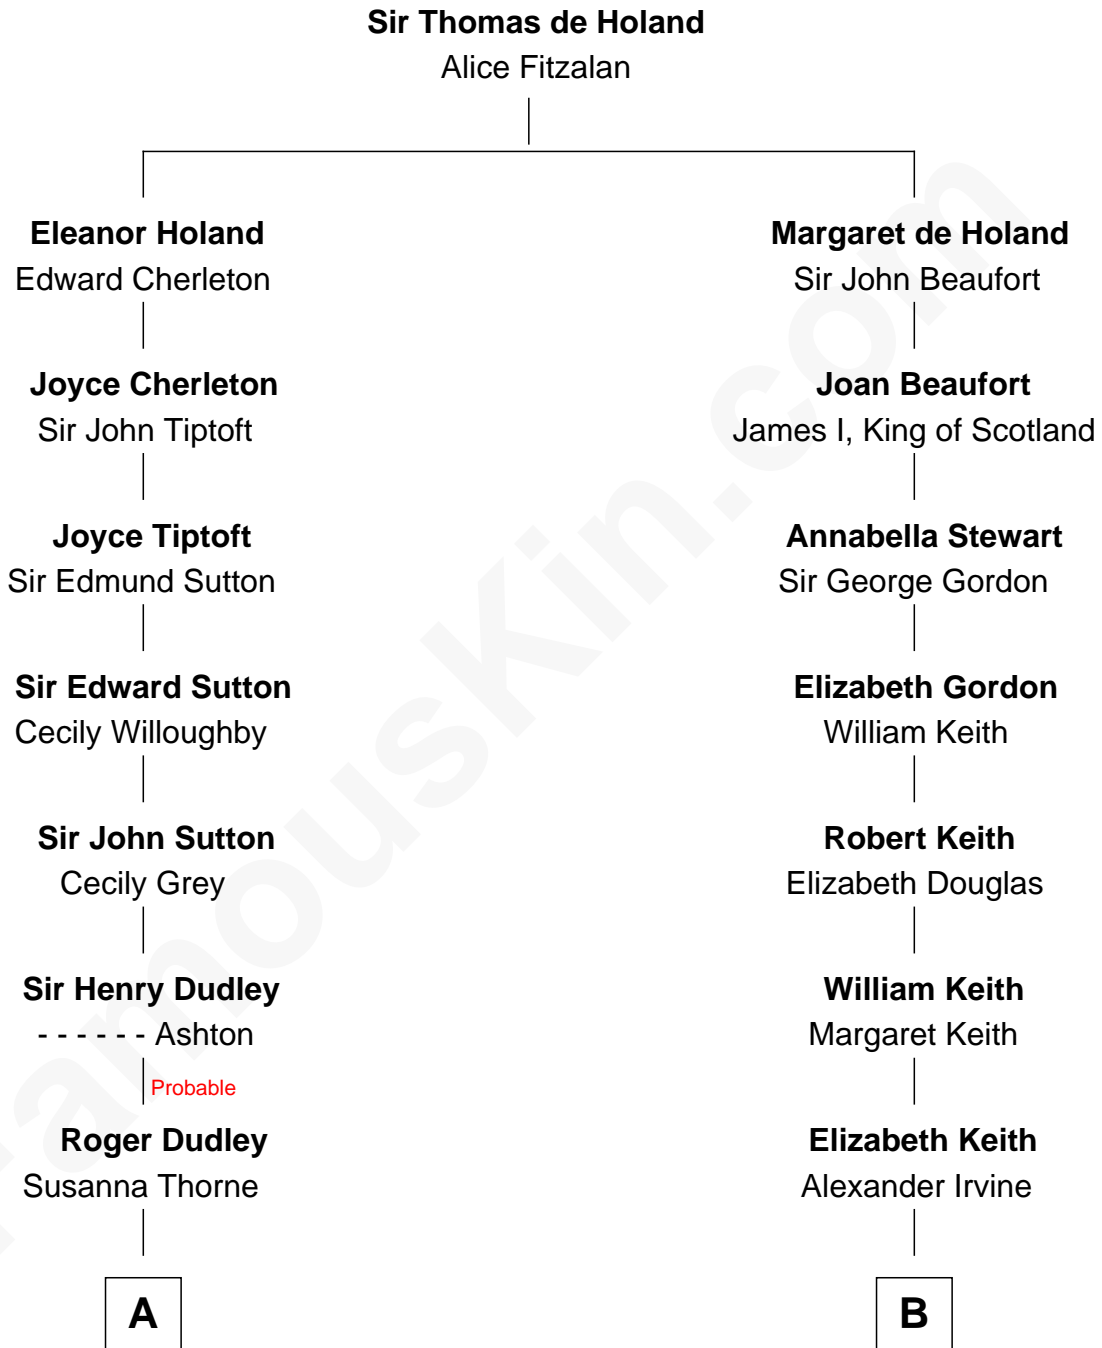 Sir Thomas de Holand
Alice Fitzalan
Eleanor Holand
Edward Cherleton
Margaret de Holand
Sir John Beaufort
Joyce Cherleton
Sir John Tiptoft
Joan Beaufort
James I, King of Scotland
Joyce Tiptoft
Sir Edmund Sutton
Annabella Stewart
Sir George Gordon
Sir Edward Sutton
Cecily Willoughby
Elizabeth Gordon
William Keith
Sir John Sutton
Cecily Grey
Robert Keith
Elizabeth Douglas
Sir Henry Dudley
- - - - - - Ashton
Probable
William Keith
Margaret Keith
Roger Dudley
Susanna Thorne
Elizabeth Keith
Alexander Irvine
A
B
FamousKin.com